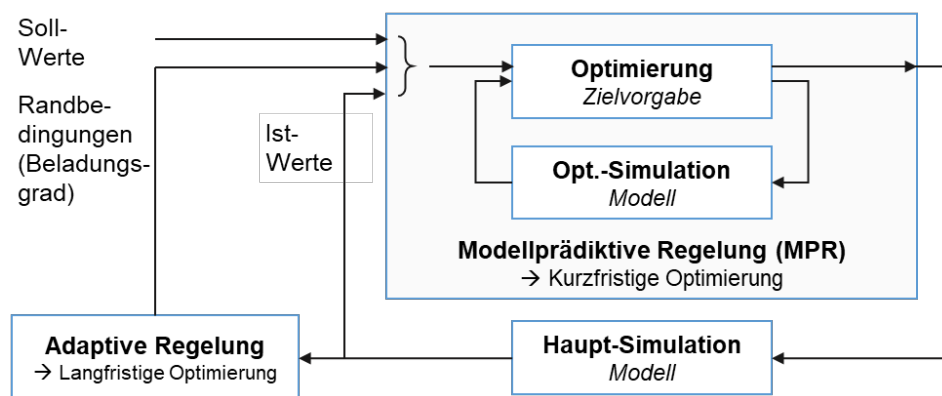 Soll-
Werte
Randbe-
dingungen
(Beladungs-
grad)
Ist-
Werte
Optimierung
Zielvorgabe
Opt.-Simulation
Modell
Modellprädiktive Regelung (MPR)
→ Kurzfristige Optimierung
Adaptive Regelung
→ Langfristige Optimierung
Haupt-Simulation
Modell